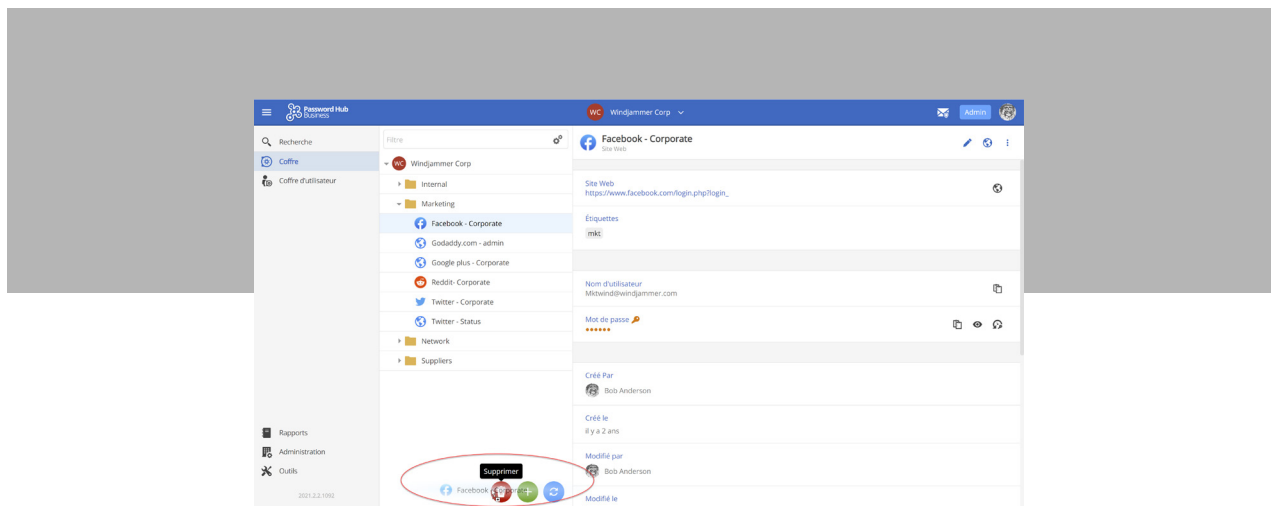 Password Hub
Business
WC Windjammer Corp
Admin
Recherche
Coffre
Coffre d'utilisateur
Rapports
Administration
Outils
2021.2.2.1092
Filtre
WC Windjammer Corp
Internal
Marketing
Facebook - Corporate
Godaddy.com - admin
Google plus - Corporate
Reddit- Corporate
Twitter - Corporate
Twitter - Status
Network
Suppliers
Supprimer
Facebook - Corporate
Facebook - Corporate
Site Web
Site Web
https://www.facebook.com/login.php?login_
Étiquettes
mkt
Nom d'utilisateur
Mktwind@windjammer.com
Mot de passe
••••••
Créé Par
Bob Anderson
Créé le
il y a 2 ans
Modifié par
Bob Anderson
Modifié le